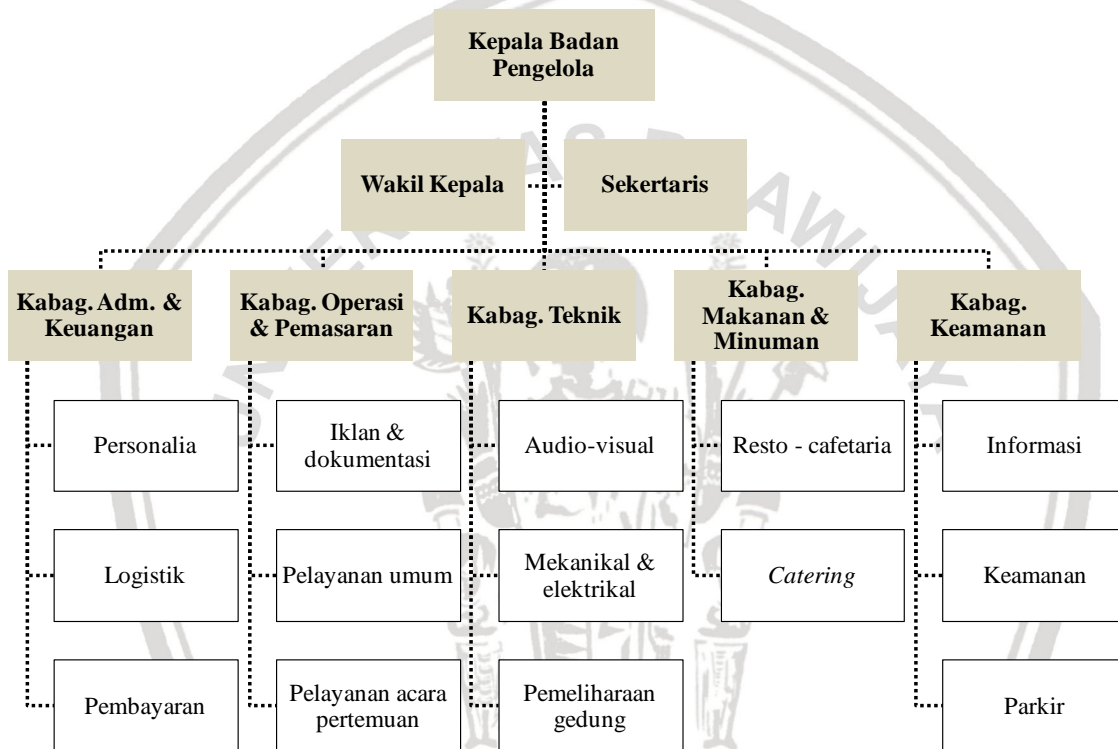 Kepala Badan
Pengelola
Wakil Kepala
Sekertaris
Kabag. Adm. &
Keuangan
Kabag. Operasi
& Pemasaran
Kabag. Teknik
Kabag.
Makanan &
Minuman
Kabag.
Keamanan
Personalia
Iklan &
dokumentasi
Audio-visual
Resto - cafetaria
Informasi
Logistik
Pelayanan umum
Mekanikal &
elektrikal
Catering
Keamanan
Pembayaran
Pelayanan acara
pertemuan
Pemeliharaan
gedung
Parkir